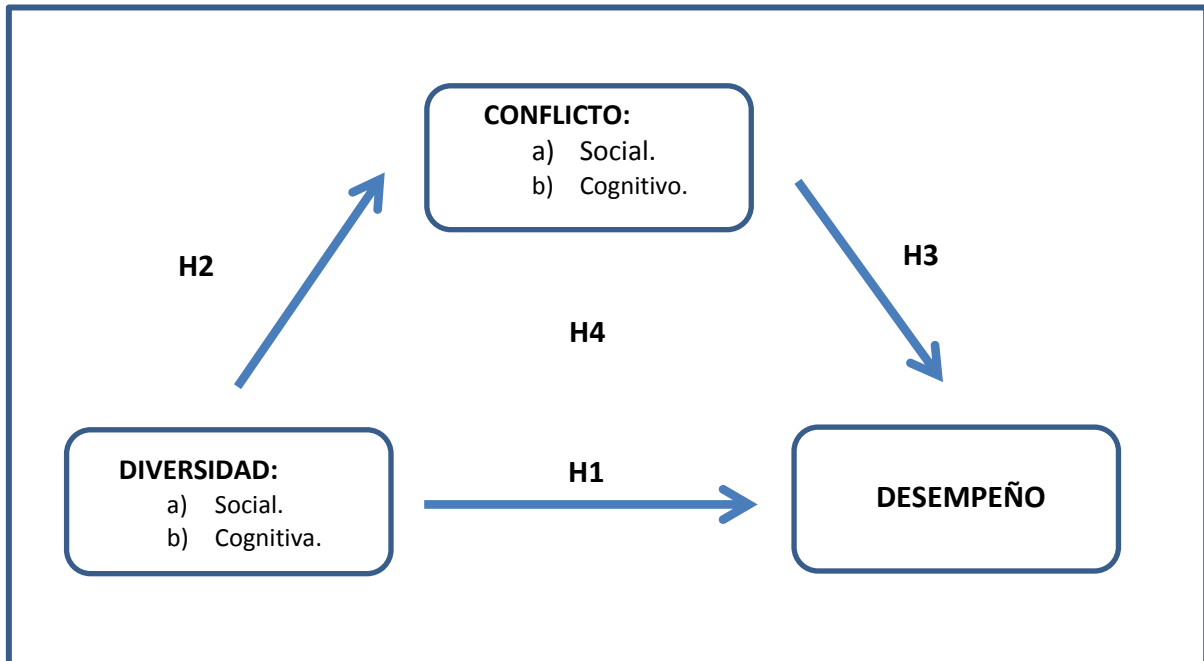 CONFLICTO:
a) Social.
b) Cognitivo.
H2
H3
H4
DIVERSIDAD:
a) Social.
b) Cognitiva.
H1
DESEMPEÑO